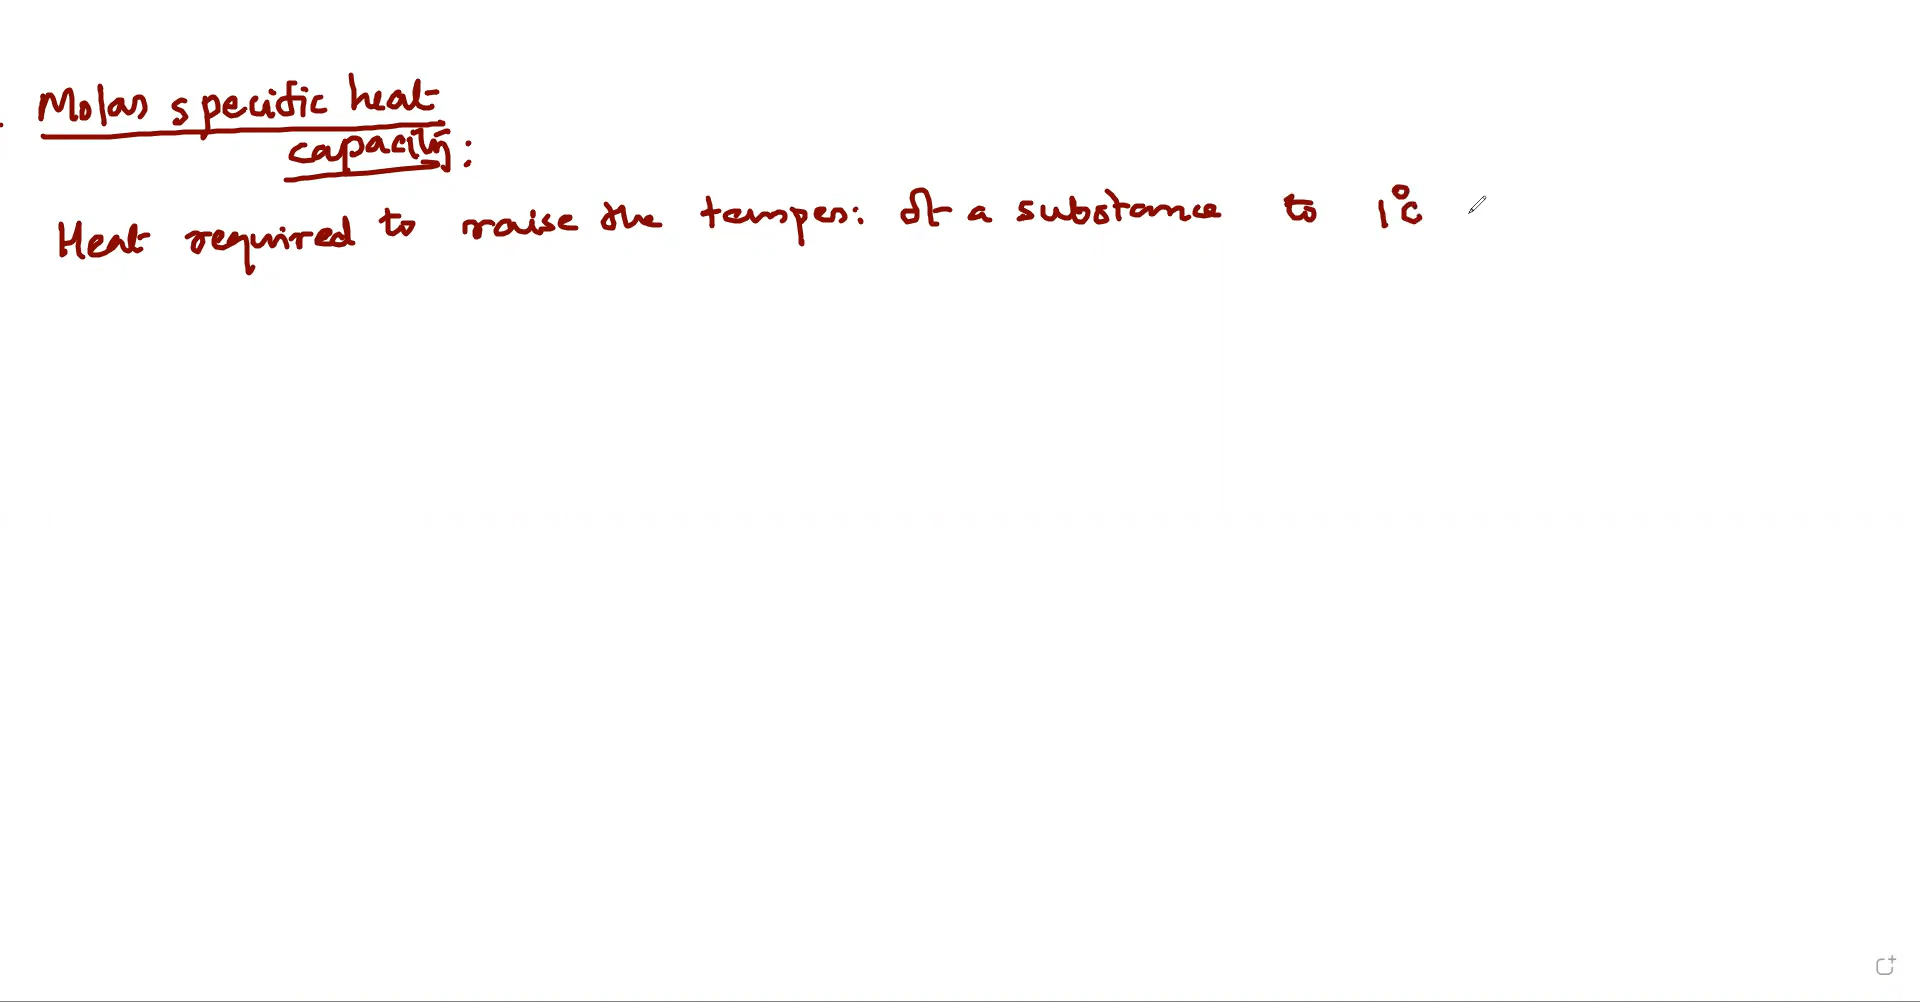 Molar specific heat
capacity:
Heat required to raise the temper: of a substance to 1°C